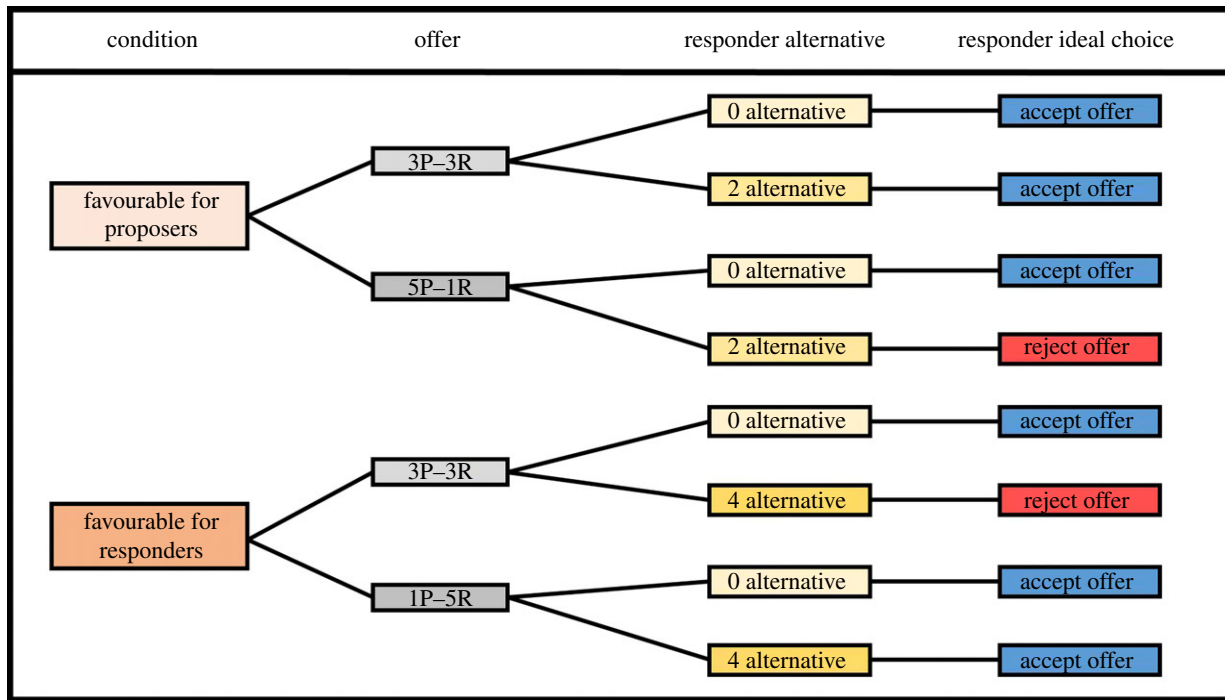 condition
offer
responder alternative
responder ideal choice
favourable for
proposers
3P–3R
0 alternative
accept offer
2 alternative
accept offer
5P–1R
0 alternative
accept offer
2 alternative
reject offer
favourable for
responders
3P–3R
0 alternative
accept offer
4 alternative
reject offer
1P–5R
0 alternative
accept offer
4 alternative
accept offer